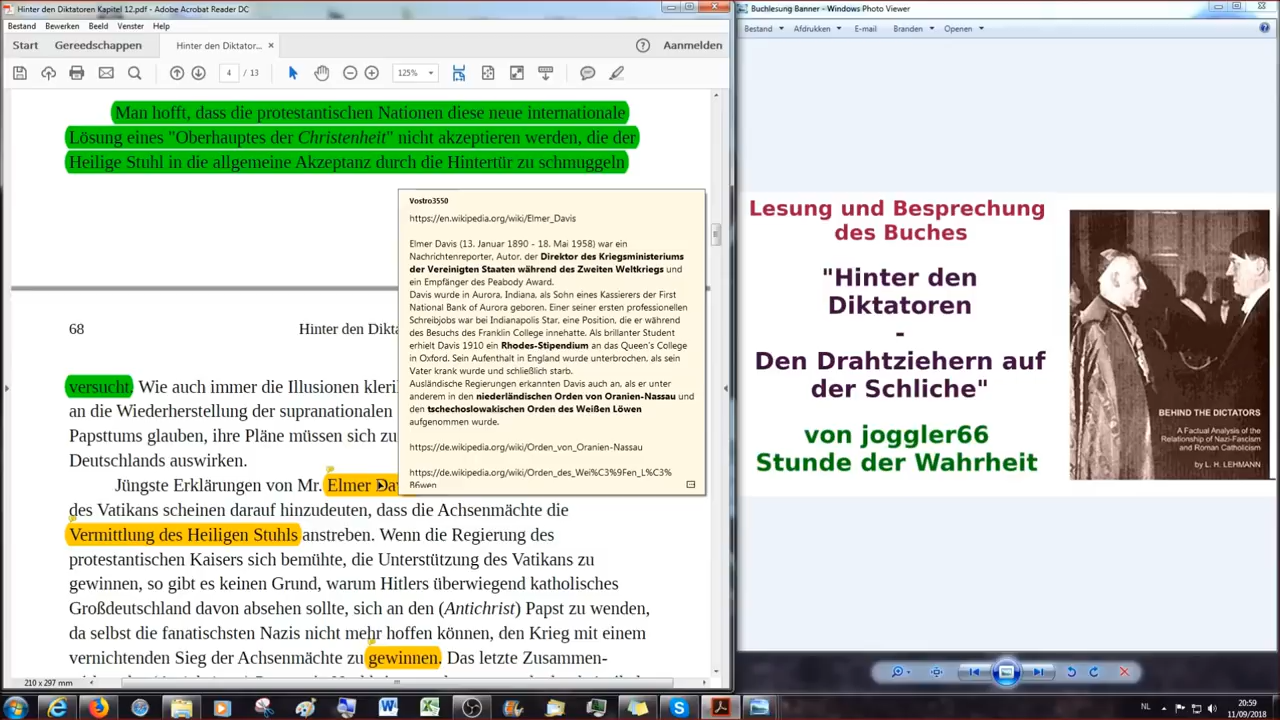 Hinter den Diktatoren Kapitel 12.pdf - Adobe Acrobat Reader DC
Bestand Bewerken Beeld Venster Help
Start Gereedschappen Hinter den Diktator... × Aanmelden
4 / 13 125%
Man hofft, dass die protestantischen Nationen diese neue internationale
Lösung eines "Oberhauptes der Christenheit" nicht akzeptieren werden, die der
Heilige Stuhl in die allgemeine Akzeptanz durch die Hintertür zu schmuggeln
68 Hinter den Dikta
versucht. Wie auch immer die Illusionen kleri
an die Wiederherstellung der supranationalen
Papsttums glauben, ihre Pläne müssen sich zu
Deutschlands auswirken.
Jüngste Erklärungen von Mr. Elmer Dav
des Vatikans scheinen darauf hinzudeuten, dass die Achsenmächte die
Vermittlung des Heiligen Stuhls anstreben. Wenn die Regierung des
protestantischen Kaisers sich bemühte, die Unterstützung des Vatikans zu
gewinnen, so gibt es keinen Grund, warum Hitlers überwiegend katholisches
Großdeutschland davon absehen sollte, sich an den (Antichrist) Papst zu wenden,
da selbst die fanatischsten Nazis nicht mehr hoffen können, den Krieg mit einem
vernichtenden Sieg der Achsenmächte zu gewinnen. Das letzte Zusammen-
210 x 297 mm
Vostro3550
https://en.wikipedia.org/wiki/Elmer_Davis
Elmer Davis (13. Januar 1890 - 18. Mai 1958) war ein
Nachrichtenreporter, Autor, der Direktor des Kriegsministeriums
der Vereinigten Staaten während des Zweiten Weltkriegs und
ein Empfänger des Peabody Award.
Davis wurde in Aurora, Indiana, als Sohn eines Kassierers der First
National Bank of Aurora geboren. Einer seiner ersten professionellen
Schreibjobs war bei Indianapolis Star, eine Position, die er während
des Besuchs des Franklin College innehatte. Als brillanter Student
erhielt Davis 1910 ein Rhodes-Stipendium an das Queen's College
in Oxford. Sein Aufenthalt in England wurde unterbrochen, als sein
Vater krank wurde und schließlich starb.
Ausländische Regierungen erkannten Davis auch an, als er unter
anderem in den niederländischen Orden von Oranien-Nassau und
den tschechoslowakischen Orden des Weißen Löwen
aufgenommen wurde.
https://de.wikipedia.org/wiki/Orden_von_Oranien-Nassau
https://de.wikipedia.org/wiki/Orden_des_Wei%C3%9Fen_L%C3%
B6wen
Buchlesung Banner - Windows Photo Viewer
Bestand Afdrukken E-mail Branden Openen
Lesung und Besprechung
des Buches
"Hinter den
Diktatoren
-
Den Drahtziehern auf
der Schliche"
von joggler66
Stunde der Wahrheit
BEHIND THE DICTATORS
A Factual Analysis of the
Relationship of Nazi-Fascism
and Roman Catholicism
by L. H. LEHMANN
NL
20:59
11/09/2018